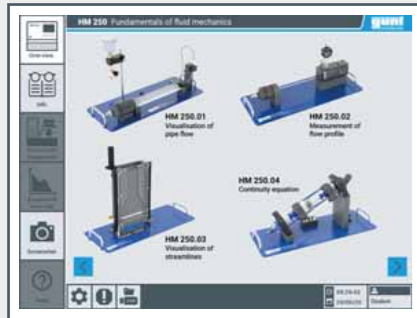 HM 250 Fundamentals of fluid mechanics
gunt
Overview
Info
HM 250.01
Visualisation of
pipe flow
HM 250.02
Measurement of
flow profile
HM 250.03
Visualisation of
streamlines
HM 250.04
Continuity equation
Screenshot
Student